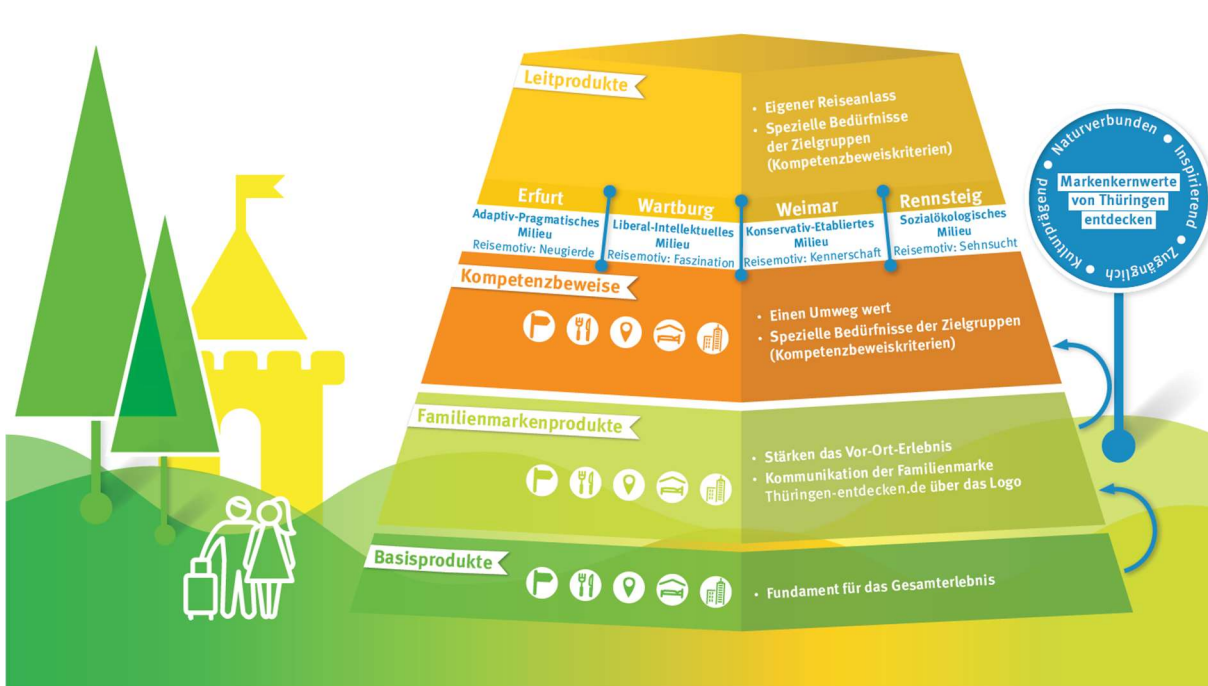 Leitprodukte
• Eigener Reiseanlass
• Spezielle Bedürfnisse
der Zielgruppen
(Kompetenzbeweiskriterien)
Erfurt
Adaptiv-Pragmatisches
Milieu
Reisemotiv: Neugierde
Wartburg
Liberal-Intellektuelles
Milieu
Reisemotiv: Faszination
Weimar
Konservativ-Etabliertes
Milieu
Reisemotiv: Kennerschaft
Rennsteig
Sozialökologisches
Milieu
Reisemotiv: Sehnsucht
Kompetenzbeweise
• Einen Umweg wert
• Spezielle Bedürfnisse der Zielgruppen
(Kompetenzbeweiskriterien)
Familienmarkenprodukte
• Stärken das Vor-Ort-Erlebnis
• Kommunikation der Familienmarke
Thüringen-entdecken.de über das Logo
Basisprodukte
• Fundament für das Gesamterlebnis
Naturverbunden • Inspirierend • Zugänglich • Kulturprägend •
Markenkernwerte
von Thüringen
entdecken